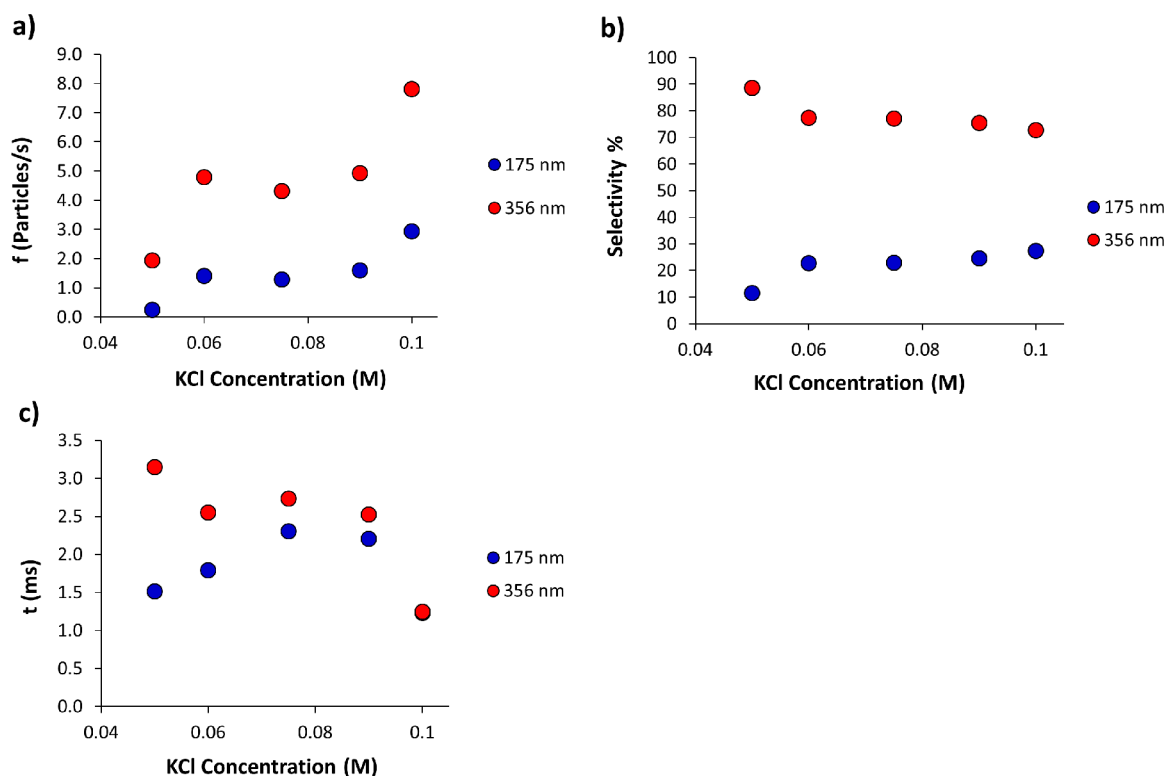 a)
9.0
8.0
7.0
6.0
5.0
4.0
3.0
2.0
1.0
0.0
f (Particles/s)
0.04 0.06 0.08 0.1
KCl Concentration (M)
175 nm
356 nm
b)
100
90
80
70
60
50
40
30
20
10
0
Selectivity %
0.04 0.06 0.08 0.1
KCl Concentration (M)
175 nm
356 nm
c)
3.5
3.0
2.5
2.0
1.5
1.0
0.5
0.0
t (ms)
0.04 0.06 0.08 0.1
KCl Concentration (M)
175 nm
356 nm